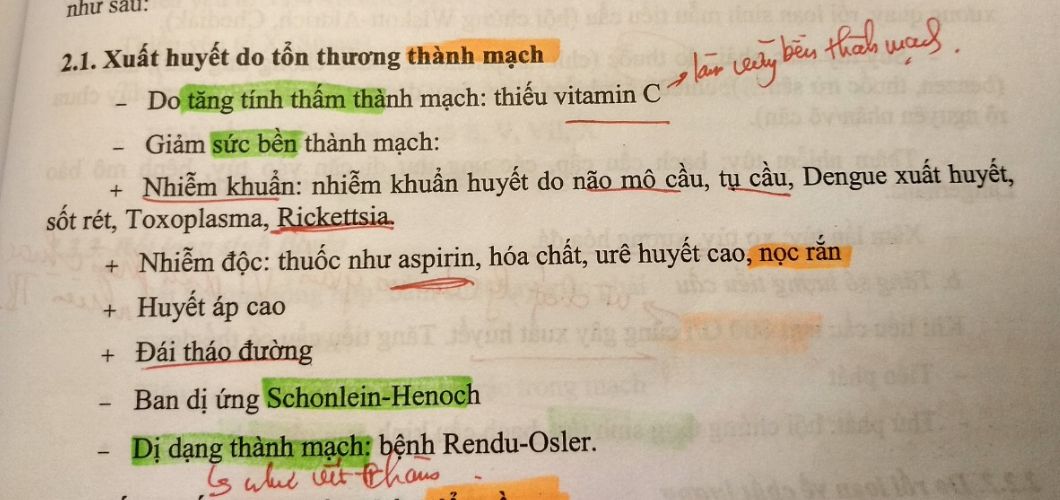 như sau:
2.1. Xuất huyết do tổn thương thành mạch
- Do tăng tính thấm thành mạch: thiếu vitamin C → làm bền thành mạch.
- Giảm sức bền thành mạch:
+ Nhiễm khuẩn: nhiễm khuẩn huyết do não mô cầu, tụ cầu, Dengue xuất huyết,
sốt rét, Toxoplasma, Rickettsia.
+ Nhiễm độc: thuốc như aspirin, hóa chất, urê huyết cao, nọc rắn
+ Huyết áp cao
+ Đái tháo đường
- Ban dị ứng Schonlein-Henoch
- Dị dạng thành mạch: bệnh Rendu-Osler.
như vết